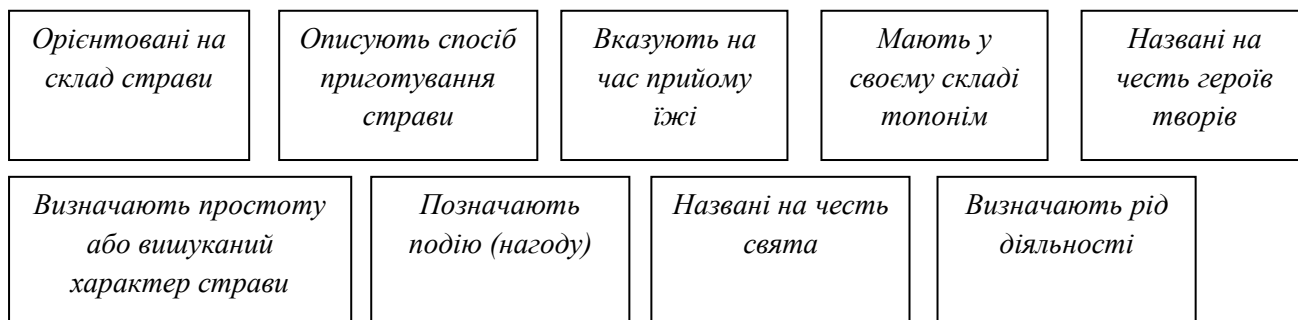 Орієнтовані на
склад страви
Описують спосіб
приготування
страви
Вказують на
час прийому
їжі
Мають у
своєму складі
топонім
Названі на
честь героїв
творів
Визначають простоту
або вишуканий
характер страви
Позначають
подію (нагоду)
Названі на честь
свята
Визначають рід
діяльності